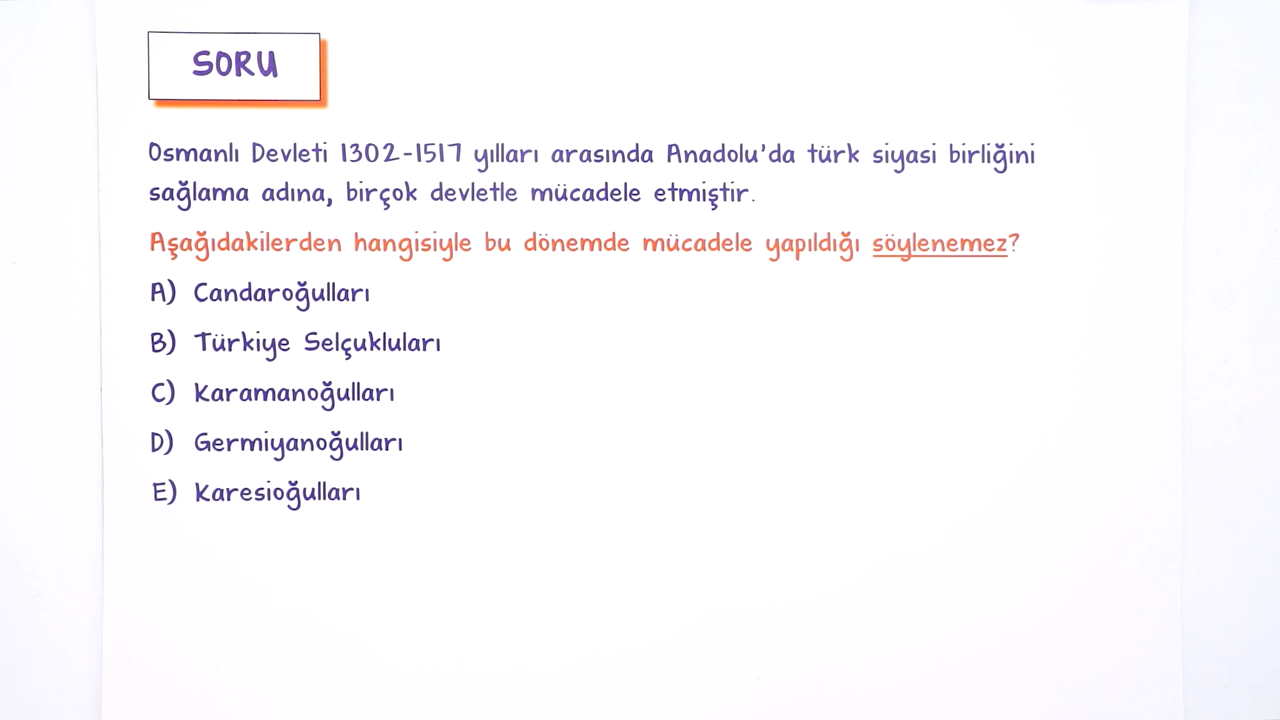 SORU
Osmanlı Devleti 1302-1517 yılları arasında Anadolu'da türk siyasi birliğini
sağlama adına, birçok devletle mücadele etmiştir.
Aşağıdakilerden hangisiyle bu dönemde mücadele yapıldığı söylenemez?
A) Candaroğulları
B) Türkiye Selçukluları
C) Karamanoğulları
D) Germiyanoğulları
E) Karesioğulları